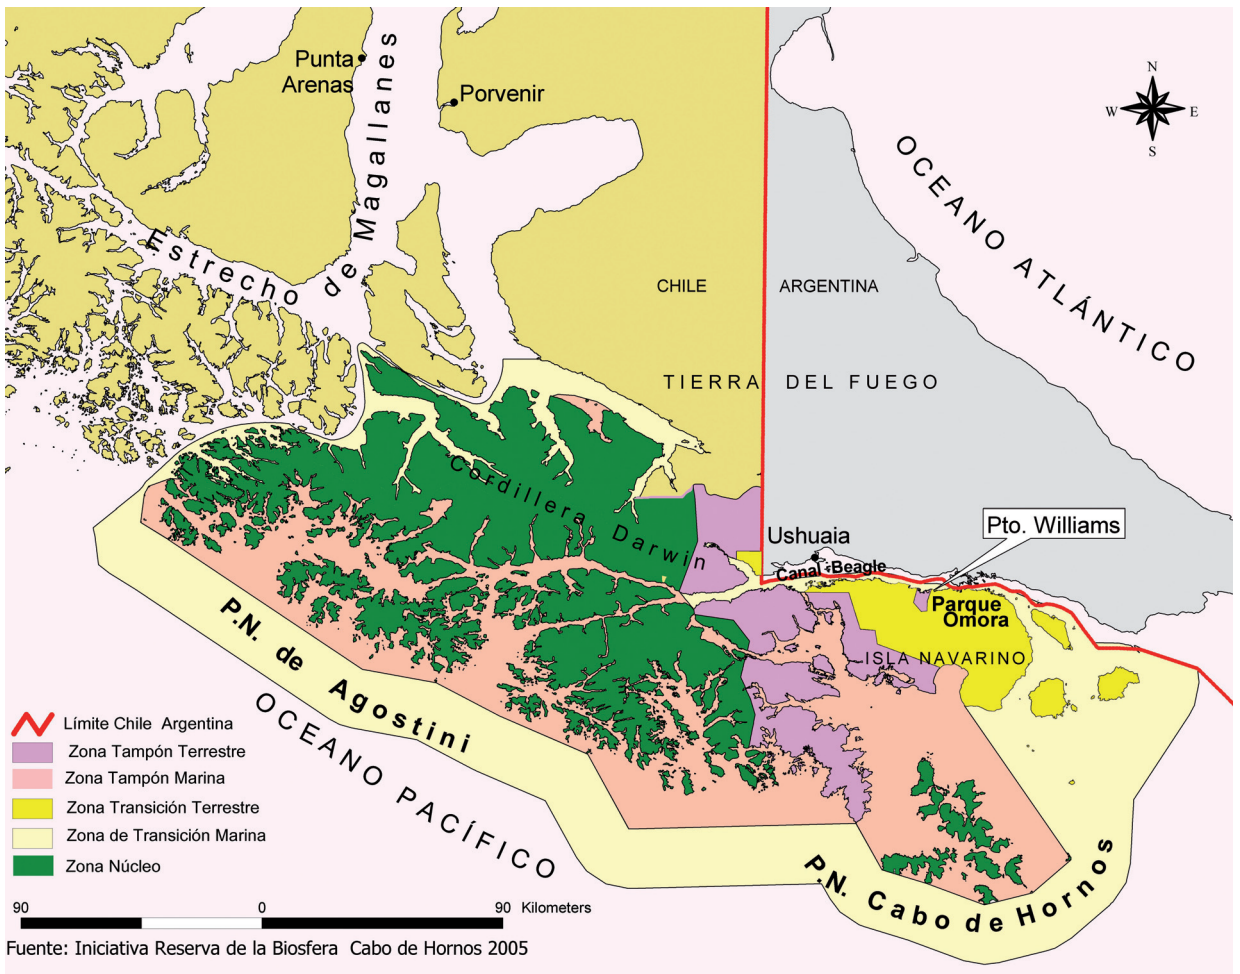 Punta
Arenas
Porvenir
Estrecho de Magallanes
N
W E
S
OCEANO ATLÁNTICO
CHILE
ARGENTINA
TIERRA DEL FUEGO
Cordillera Darwin
Ushuaia
Canal Beagle
Pto. Williams
Parque
Omora
ISLA NAVARINO
P.N. de Agostini
OCEANO PACÍFICO
P.N. Cabo de Hornos
Límite Chile Argentina
Zona Tampón Terrestre
Zona Tampón Marina
Zona Transición Terrestre
Zona de Transición Marina
Zona Núcleo
90 0 90 Kilometers
Fuente: Iniciativa Reserva de la Biosfera Cabo de Hornos 2005